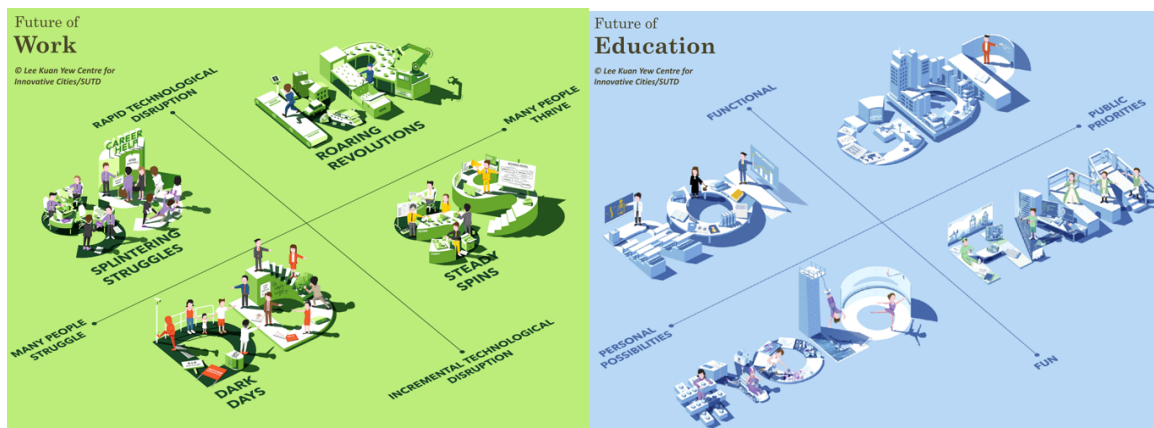 Future of
Work
© Lee Kuan Yew Centre for
Innovative Cities/SUTD
RAPID TECHNOLOGICAL
DISRUPTION
ROARING
REVOLUTIONS
MANY PEOPLE
THRIVE
CAREER
HELP
SPLINTERING
STRUGGLES
STEADY
SPINS
MANY PEOPLE
STRUGGLE
DARK
DAYS
INCREMENTAL TECHNOLOGICAL
DISRUPTION
Future of
Education
© Lee Kuan Yew Centre for
Innovative Cities/SUTD
FUNCTIONAL
PUBLIC
PRIORITIES
PERSONAL
POSSIBILITIES
FUN